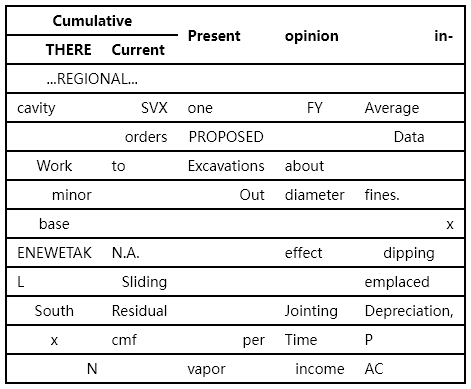 Cumulative Present opinion in-
THERE Current
...REGIONAL...
cavity SVX one FY Average
orders PROPOSED Data
Work to Excavations about
minor Out diameter fines.
base x
ENEWETAK N.A. effect dipping
L Sliding emplaced
South Residual Jointing Depreciation,
x cmf per Time P
N vapor income AC